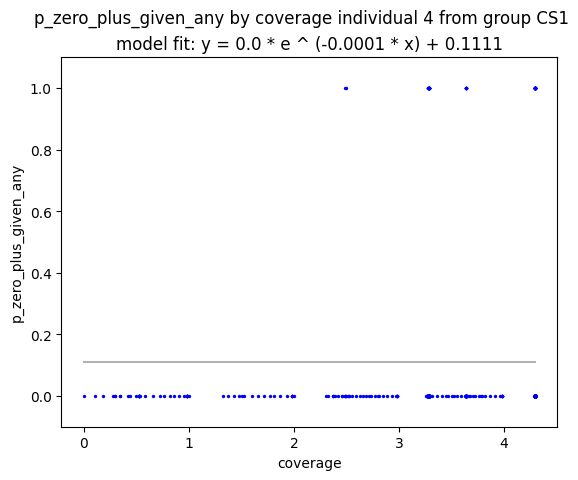 p_zero_plus_given_any by coverage individual 4 from group CS1
model fit: y = 0.0 * e ^ (-0.0001 * x) + 0.1111
1.0
0.8
0.6
0.4
0.2
0.0
p_zero_plus_given_any
0 1 2 3 4
coverage